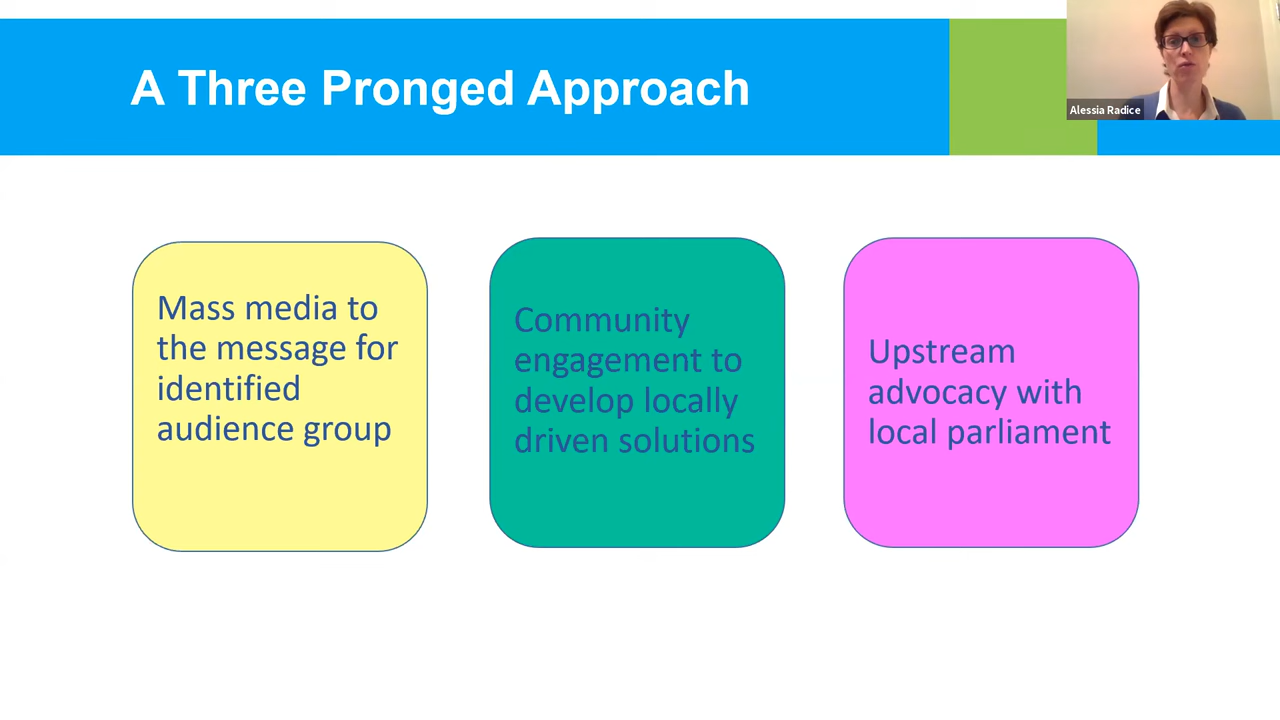 A Three Pronged Approach
Alessia Radice
Mass media to
the message for
identified
audience group
Community
engagement to
develop locally
driven solutions
Upstream
advocacy with
local parliament